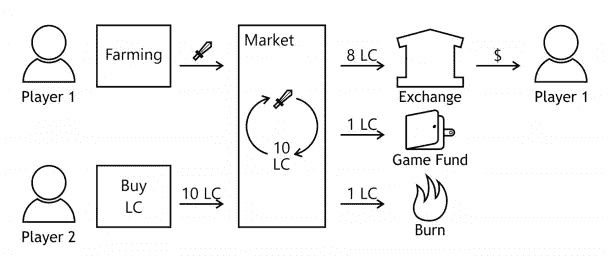 Player 1
Farming
Market
10
LC
8 LC
Exchange
$
Player 1
1 LC
Game Fund
Player 2
Buy
LC
10 LC
1 LC
Burn